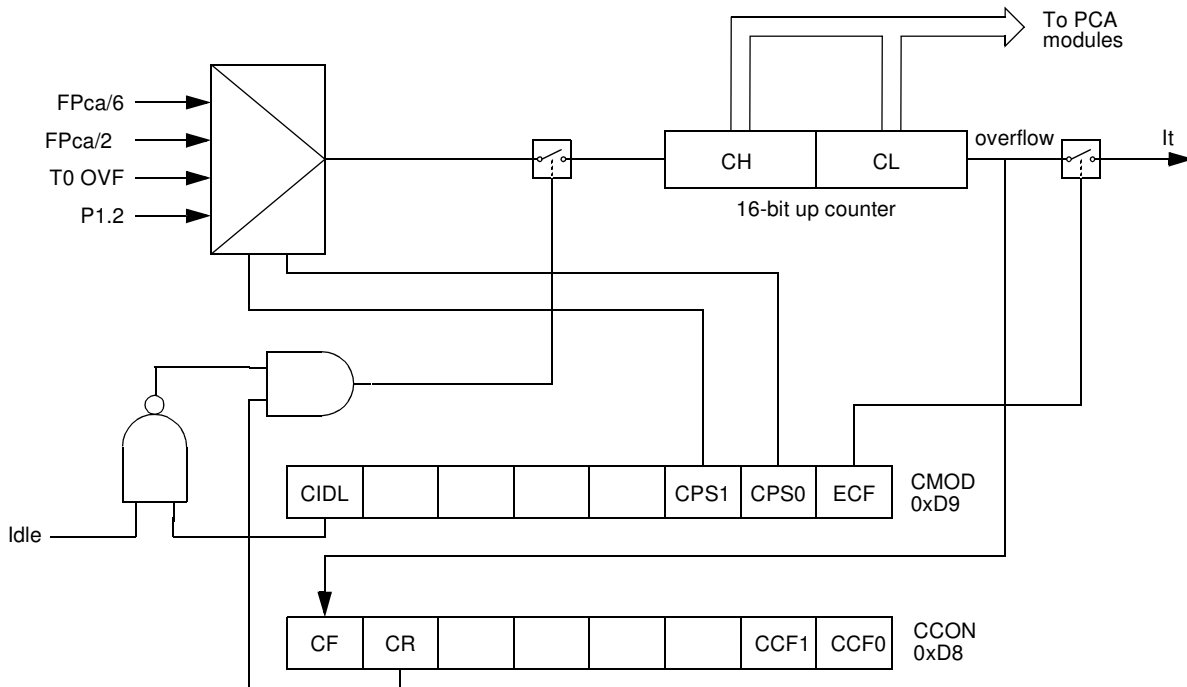 To PCA
modules
FPca/6
FPca/2
T0 OVF
P1.2
CH
CL
overflow
It
16-bit up counter
CIDL
CPS1
CPS0
ECF
CMOD
0xD9
Idle
CF
CR
CCF1
CCF0
CCON
0xD8